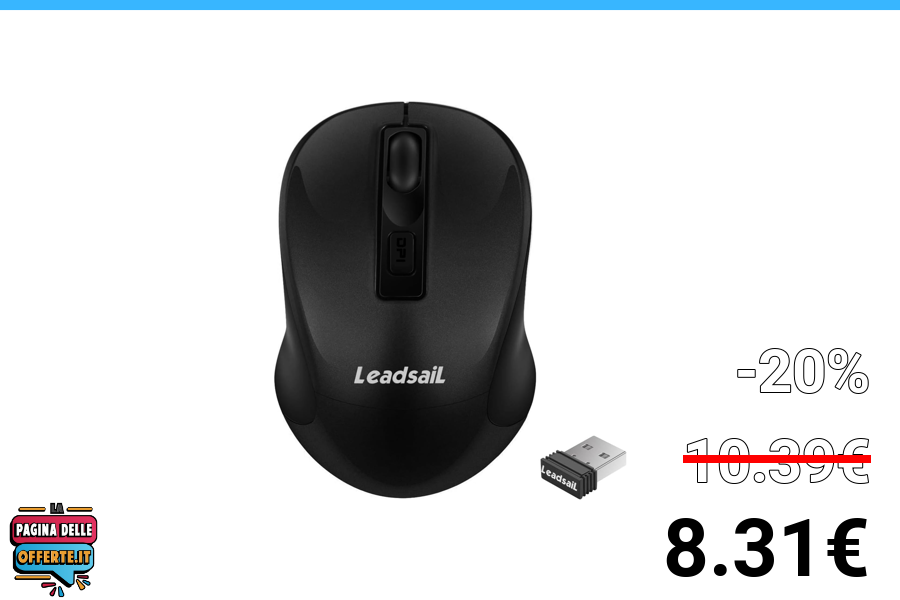 DPI
Leadsail
Leadsail
-20%
10.39€
8.31€
LA
PAGINA DELLE
OFFERTE.IT